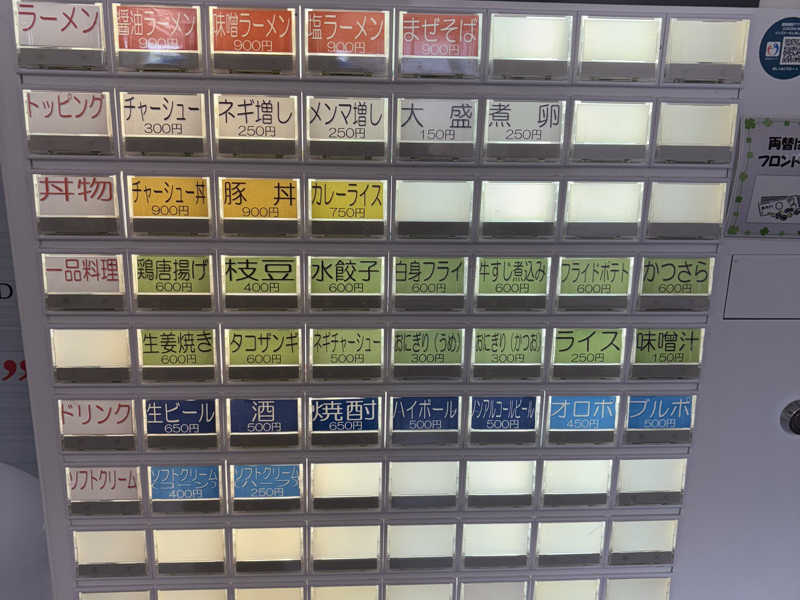 ラーメン
醤油ラーメン 900円
味噌ラーメン 900円
塩ラーメン 900円
まぜそば 900円
トッピング
チャーシュー 300円
ネギ増し 250円
メンマ増し 250円
大盛 150円
煮卵 250円
丼物
チャーシュー丼 900円
豚丼 900円
カレーライス 750円
一品料理
鶏唐揚げ 600円
枝豆 400円
水餃子 600円
白身フライ 600円
牛すじ煮込み 600円
フライドポテト 600円
かつさら 600円
生姜焼き 600円
タコザンギ 600円
ネギチャーシュー 500円
おにぎり(うめ) 300円
おにぎり(かつお) 300円
ライス 250円
味噌汁 150円
ドリンク
生ビール 650円
酒 500円
焼酎 650円
ハイボール 500円
ノンアルコールビール 500円
オロポ 450円
ブルポ 500円
ソフトクリーム
ソフトクリーム
400円
ソフトクリーム
ハーフ
250円
両替は
フロント